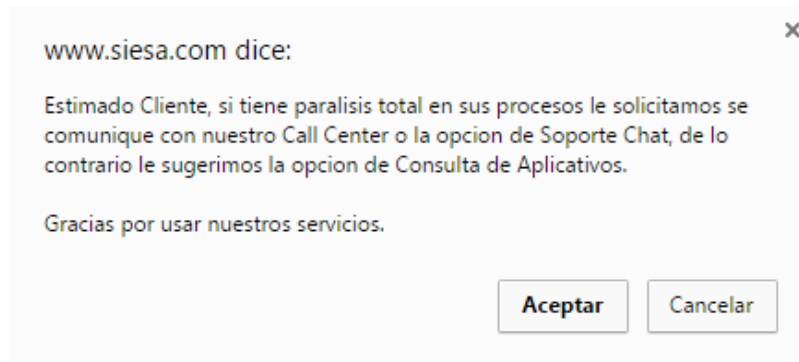 www.siesa.com dice:
Estimado Cliente, si tiene paralisis total en sus procesos le solicitamos se
comunique con nuestro Call Center o la opcion de Soporte Chat, de lo
contrario le sugerimos la opcion de Consulta de Aplicativos.
Gracias por usar nuestros servicios.
Aceptar Cancelar